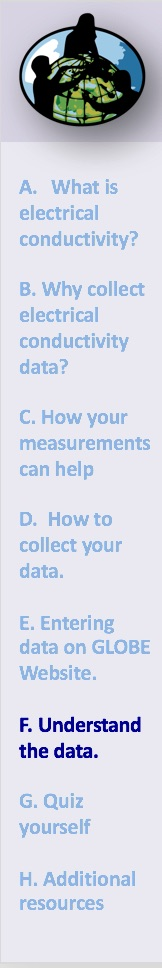 A. What is
electrical
conductivity?
B. Why collect
electrical
conductivity
data?
C. How your
measurements
can help
D. How to
collect your
data.
E. Entering
data on GLOBE
Website.
F. Understand
the data.
G. Quiz
yourself
H. Additional
resources